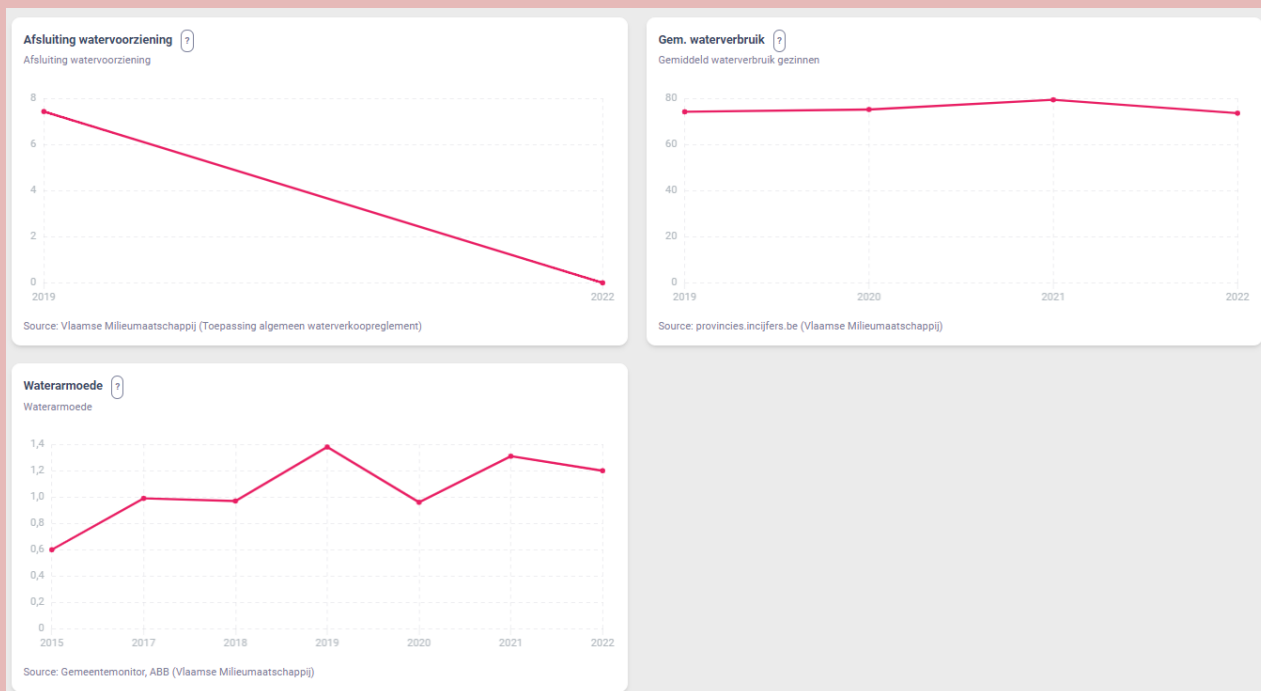 Afsluiting watervoorziening ?
Afsluiting watervoorziening
8
6
4
2
0
2019 2022
Source: Vlaamse Milieumaatschappij (Toepassing algemeen waterverkoopreglement)
Gem. waterverbruik ?
Gemiddeld waterverbruik gezinnen
80
60
40
20
0
2019 2020 2021 2022
Source: provincies.incijfers.be (Vlaamse Milieumaatschappij)
Waterarmoede ?
Waterarmoede
1,4
1,2
1,0
0,8
0,6
0,4
0,2
0
2015 2017 2018 2019 2020 2021 2022
Source: Gemeentemonitor, ABB (Vlaamse Milieumaatschappij)